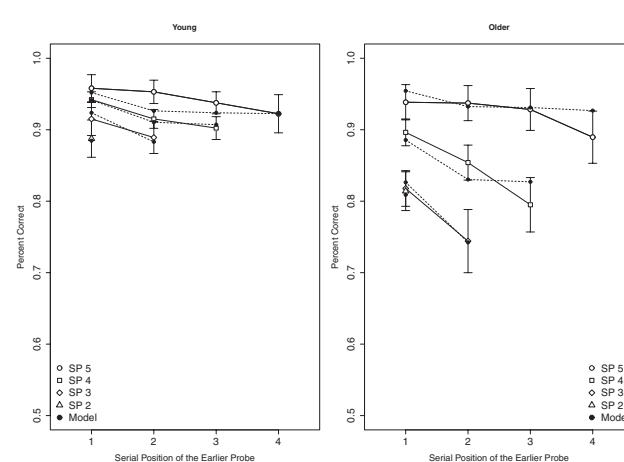 Young
Percent Correct
1.0
0.9
0.8
0.7
0.6
0.5
SP 5
SP 4
SP 3
SP 2
Model
1 2 3 4
Serial Position of the Earlier Probe
Older
Percent Correct
1.0
0.9
0.8
0.7
0.6
0.5
SP 5
SP 4
SP 3
SP 2
Mode
1 2 3 4
Serial Position of the Earlier Probe